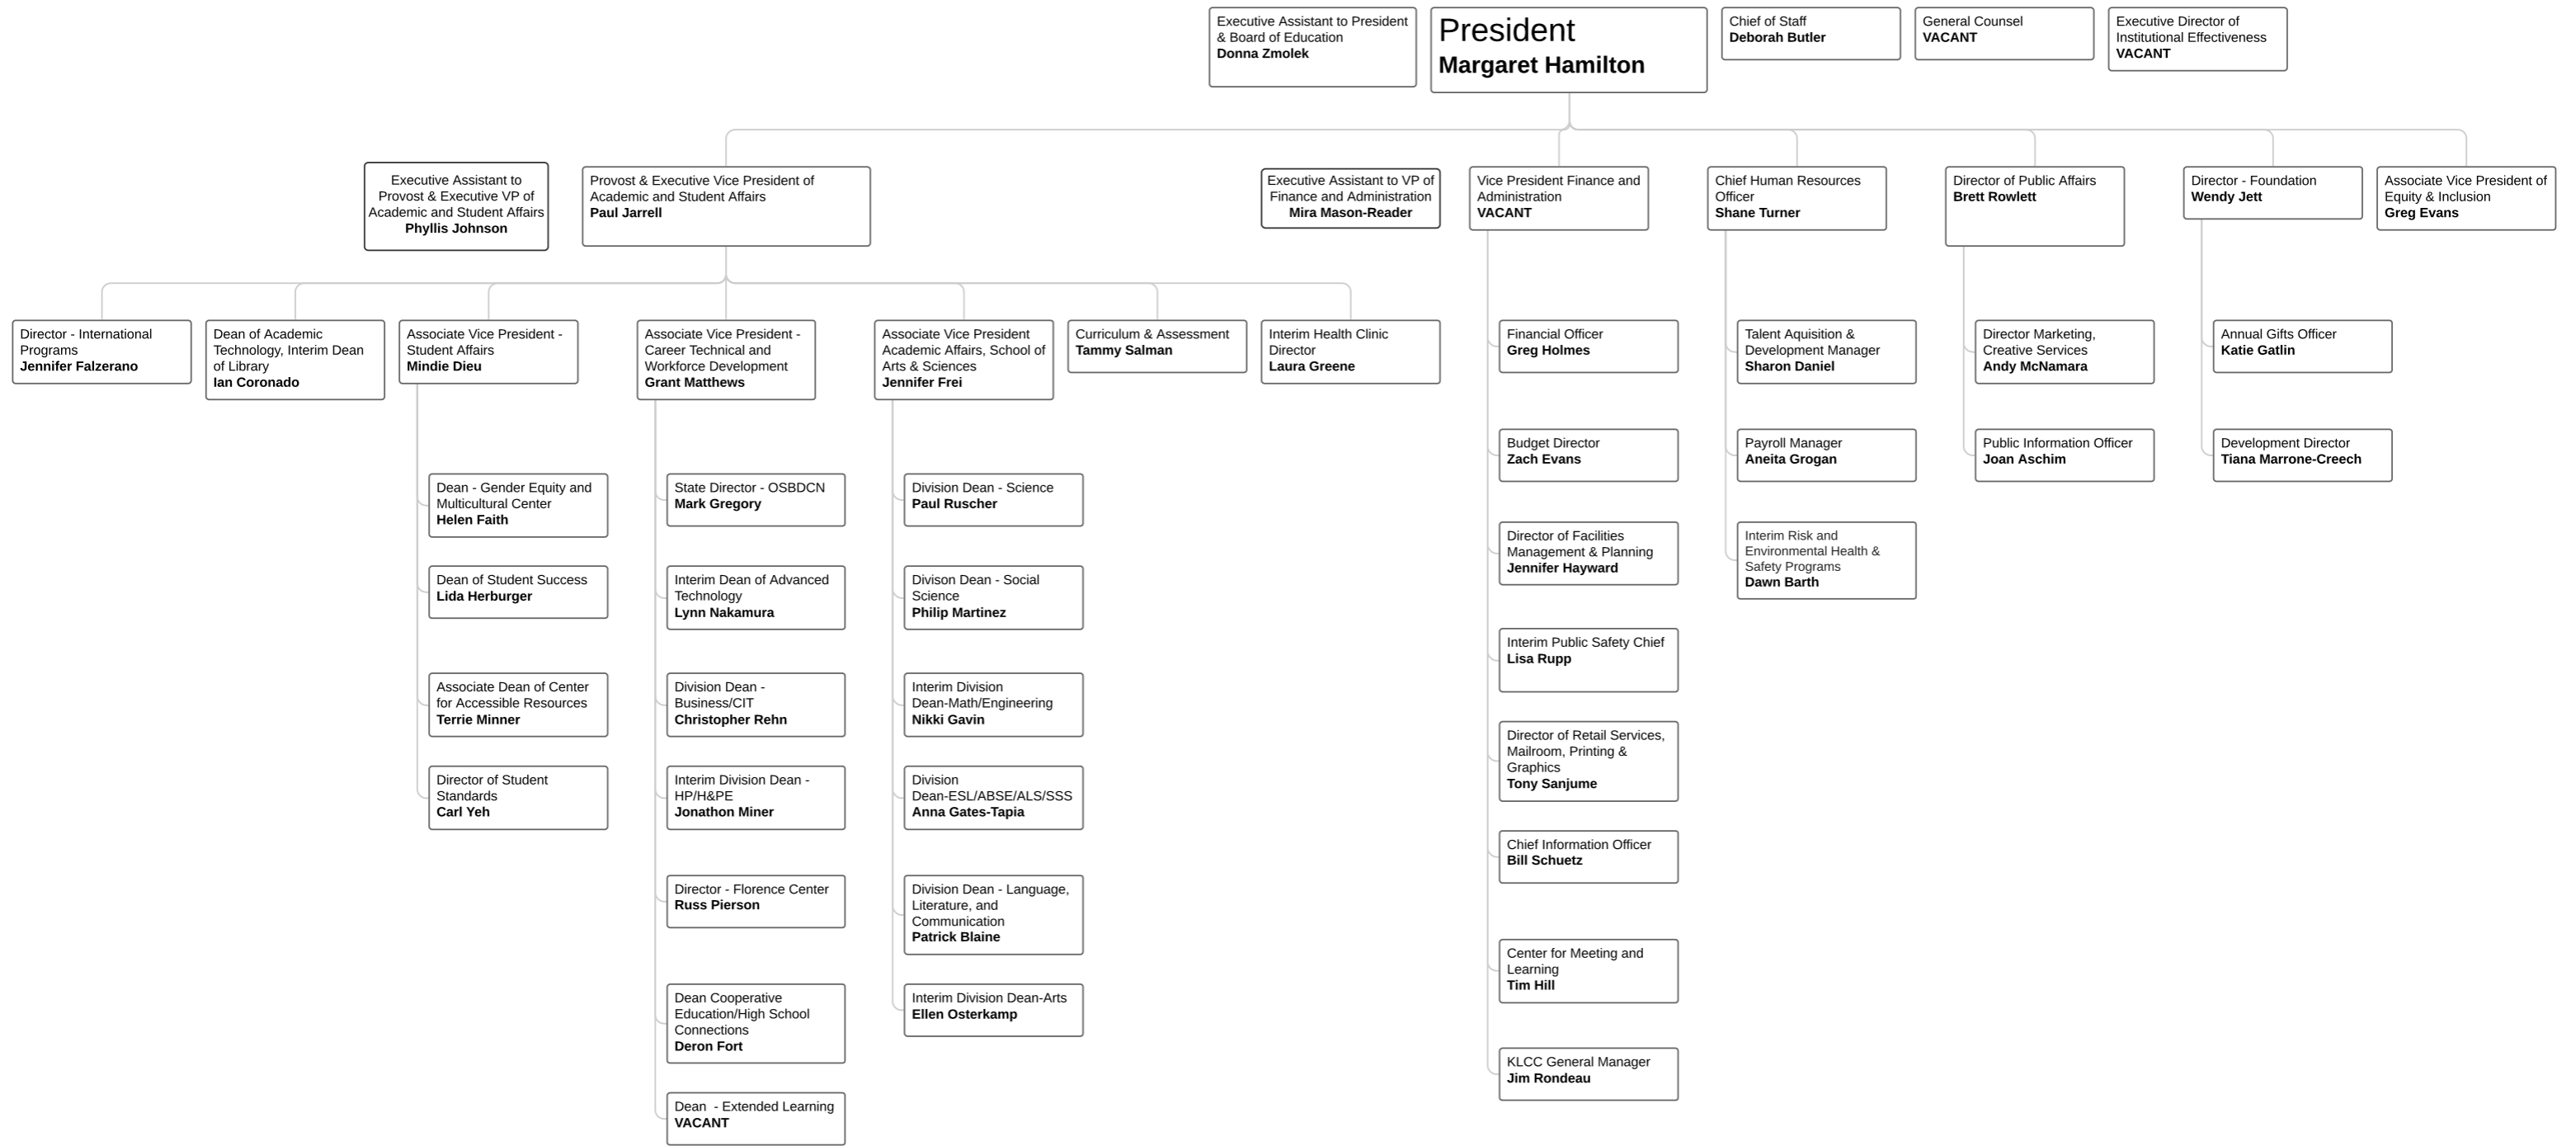 Executive Assistant to President
& Board of Education
Donna Zmolek
President
Margaret Hamilton
Chief of Staff
Deborah Butler
General Counsel
VACANT
Executive Director of
Institutional Effectiveness
VACANT
Executive Assistant to
Provost & Executive VP of
Academic and Student Affairs
Phyllis Johnson
Provost & Executive Vice President of
Academic and Student Affairs
Paul Jarrell
Executive Assistant to VP of
Finance and Administration
Mira Mason-Reader
Vice President Finance and
Administration
VACANT
Chief Human Resources
Officer
Shane Turner
Director of Public Affairs
Brett Rowlett
Director - Foundation
Wendy Jett
Associate Vice President of
Equity & Inclusion
Greg Evans
Director - International
Programs
Jennifer Falzerano
Dean of Academic
Technology, Interim Dean
of Library
Ian Coronado
Associate Vice President -
Student Affairs
Mindie Dieu
Associate Vice President -
Career Technical and
Workforce Development
Grant Matthews
Associate Vice President
Academic Affairs, School of
Arts & Sciences
Jennifer Frei
Curriculum & Assessment
Tammy Salman
Interim Health Clinic
Director
Laura Greene
Dean - Gender Equity and
Multicultural Center
Helen Faith
Dean of Student Success
Lida Herburger
Associate Dean of Center
for Accessible Resources
Terrie Minner
Director of Student
Standards
Carl Yeh
State Director - OSBDCN
Mark Gregory
Interim Dean of Advanced
Technology
Lynn Nakamura
Division Dean -
Business/CIT
Christopher Rehn
Interim Division Dean -
HP/H&PE
Jonathon Miner
Director - Florence Center
Russ Pierson
Dean Cooperative
Education/High School
Connections
Deron Fort
Dean - Extended Learning
VACANT
Division Dean - Science
Paul Ruscher
Divison Dean - Social
Science
Philip Martinez
Interim Division
Dean-Math/Engineering
Nikki Gavin
Division
Dean-ESL/ABSE/ALS/SSS
Anna Gates-Tapia
Division Dean - Language,
Literature, and
Communication
Patrick Blaine
Interim Division Dean-Arts
Ellen Osterkamp
Financial Officer
Greg Holmes
Budget Director
Zach Evans
Director of Facilities
Management & Planning
Jennifer Hayward
Interim Public Safety Chief
Lisa Rupp
Director of Retail Services,
Mailroom, Printing &
Graphics
Tony Sanjume
Chief Information Officer
Bill Schuetz
Center for Meeting and
Learning
Tim Hill
KLCC General Manager
Jim Rondeau
Talent Aquisition &
Development Manager
Sharon Daniel
Payroll Manager
Aneita Grogan
Interim Risk and
Environmental Health &
Safety Programs
Dawn Barth
Director Marketing,
Creative Services
Andy McNamara
Public Information Officer
Joan Aschim
Annual Gifts Officer
Katie Gatlin
Development Director
Tiana Marrone-Creech